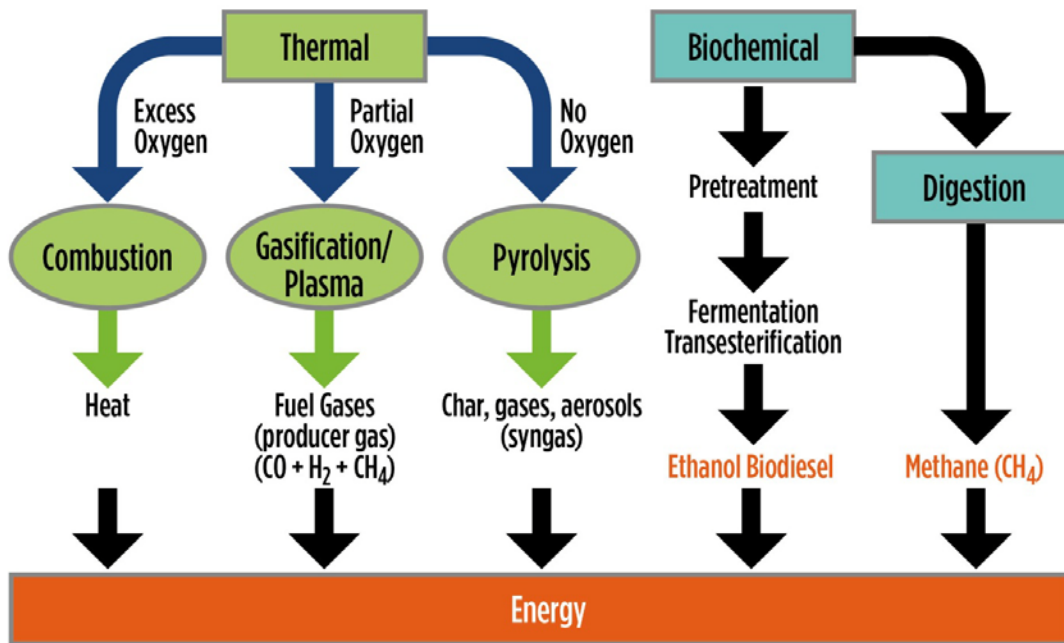 Thermal
Biochemical
Excess
Oxygen
Partial
Oxygen
No
Oxygen
Pretreatment
Digestion
Combustion
Gasification/
Plasma
Pyrolysis
Fermentation
Transesterification
Heat
Fuel Gases
(producer gas)
(CO + H₂ + CH₄)
Char, gases, aerosols
(syngas)
Ethanol Biodiesel
Methane (CH₄)
Energy